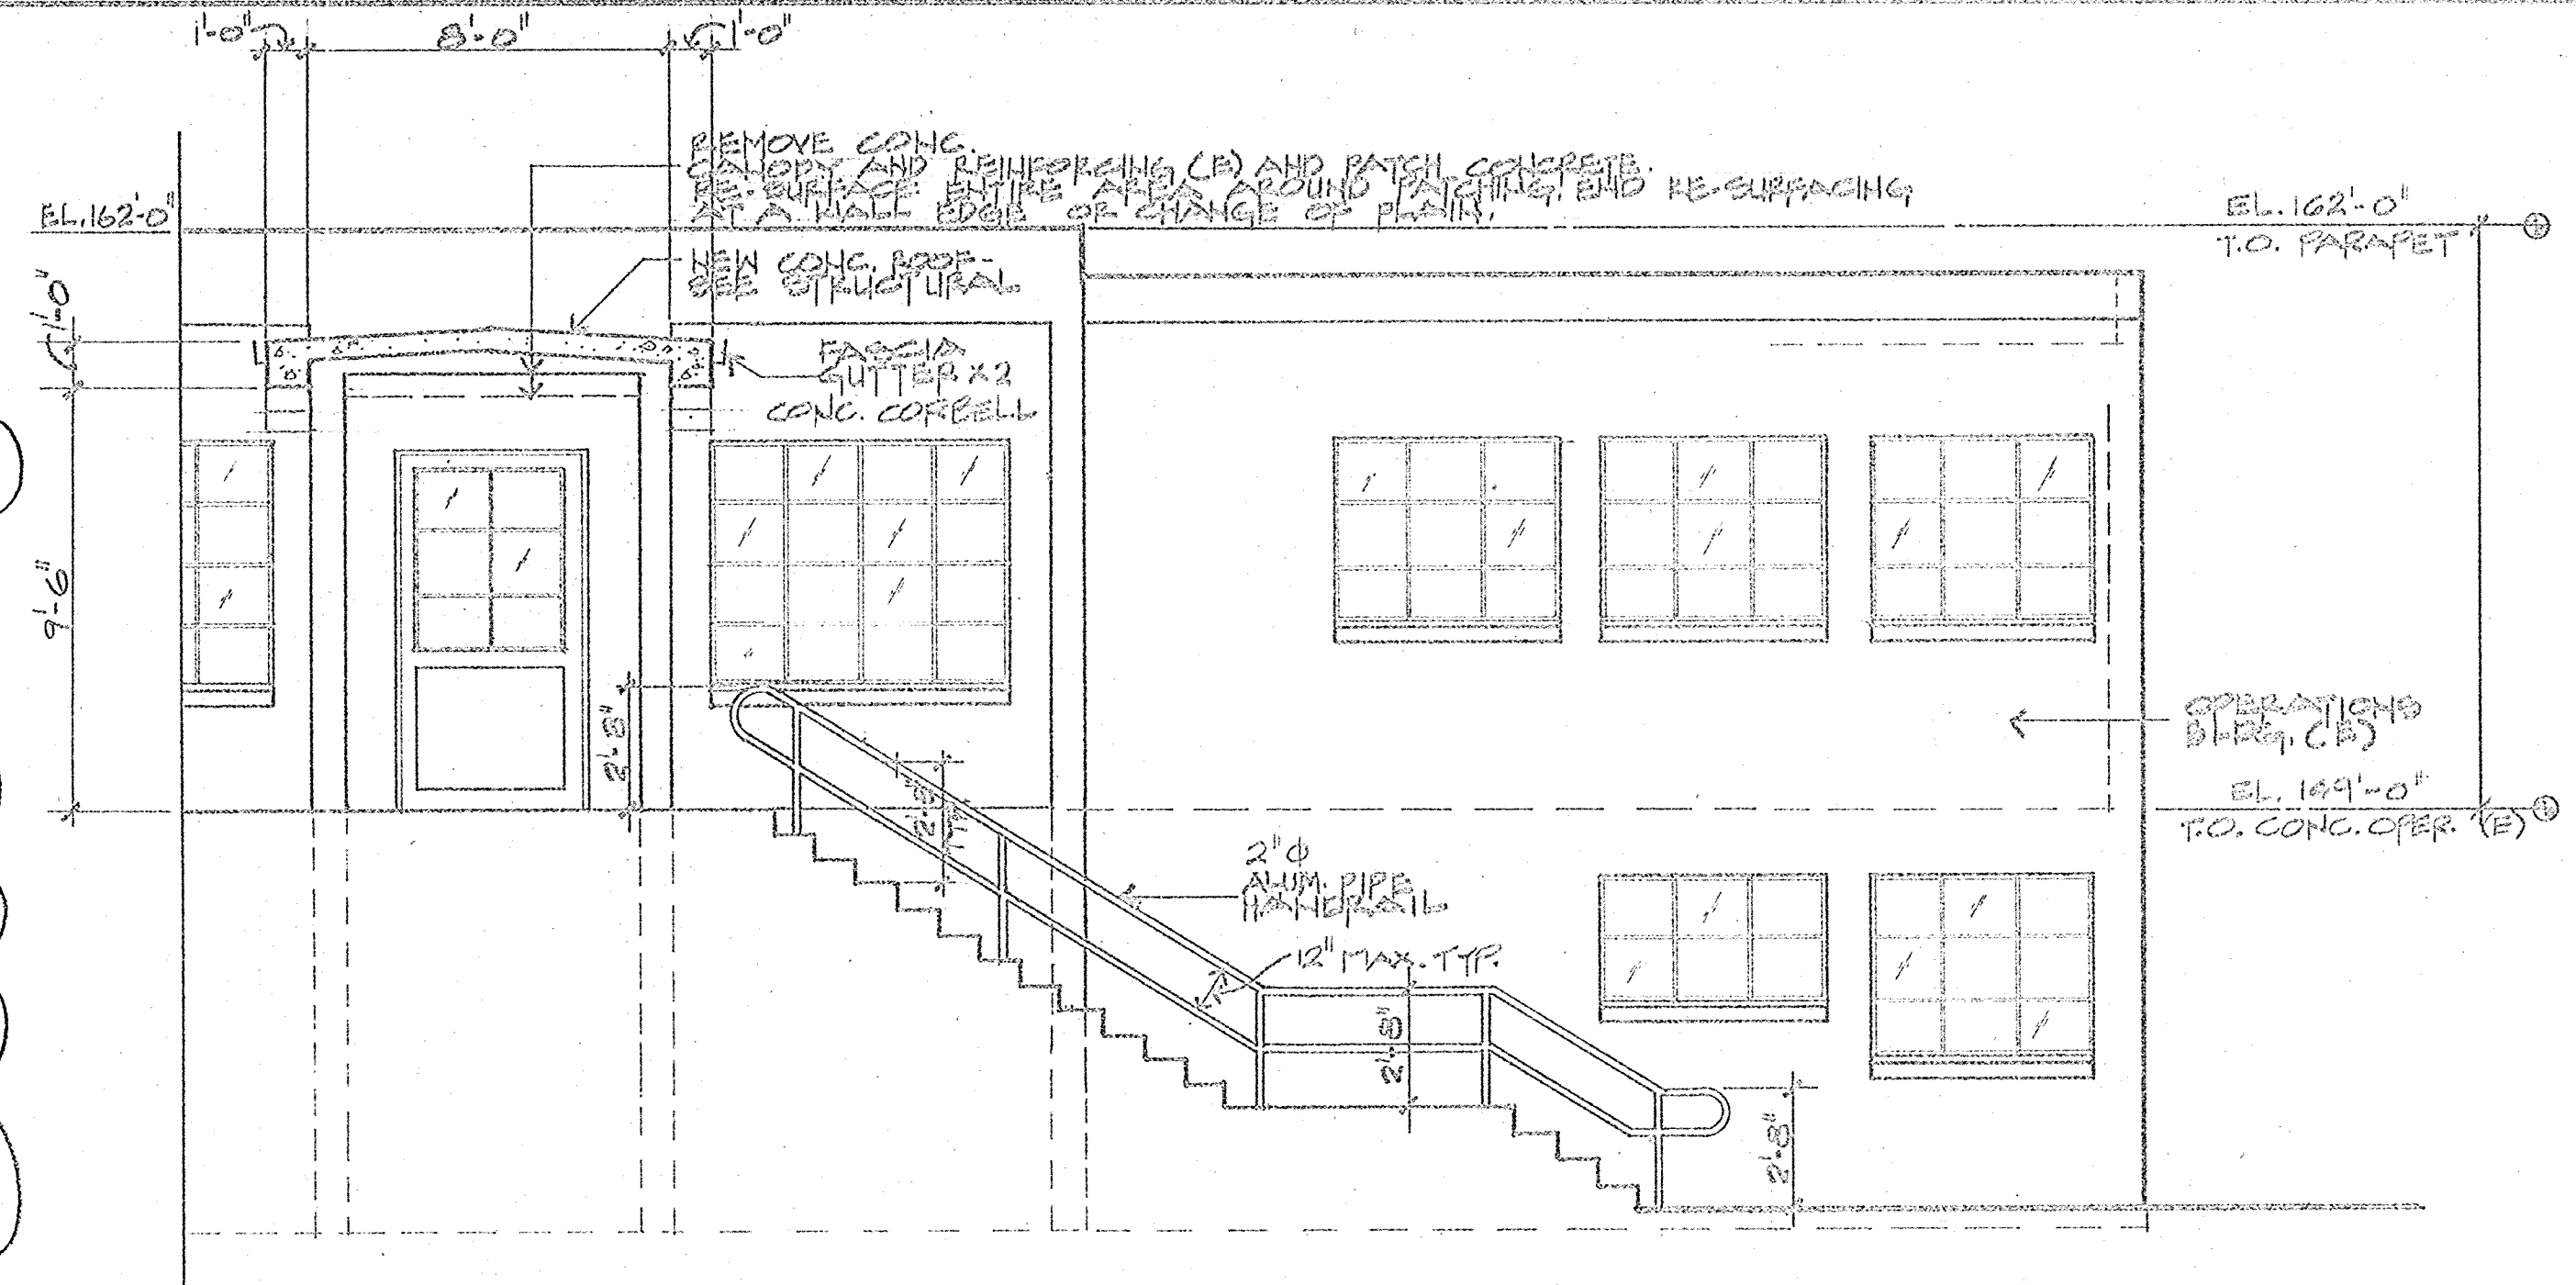 1'-0"
8'-0"
1'-0"
REMOVE CONC.
CANOPY AND REINFORCING (E) AND PATCH CONCRETE.
RE-SURFACE ENTIRE AREA AROUND PATCHING. END RE-SURFACING
AT A WALL EDGE OR CHANGE OF PLAIN.
EL. 162'-0"
EL. 162'-0"
T.O. PARAPET
NEW CONC. ROOF-
SEE STRUCTURAL
1'-0"
FASCIA
GUTTER X2
CONC. CORBELL
9'-6"
2'-8"
2'-8"
OPERATIONS
BLDG. (E)
EL. 149'-0"
T.O. CONC. OPER. (E)
2"φ
ALUM. PIPE
HANDRAIL
12" MAX. TYP.
2'-8"
2'-8"